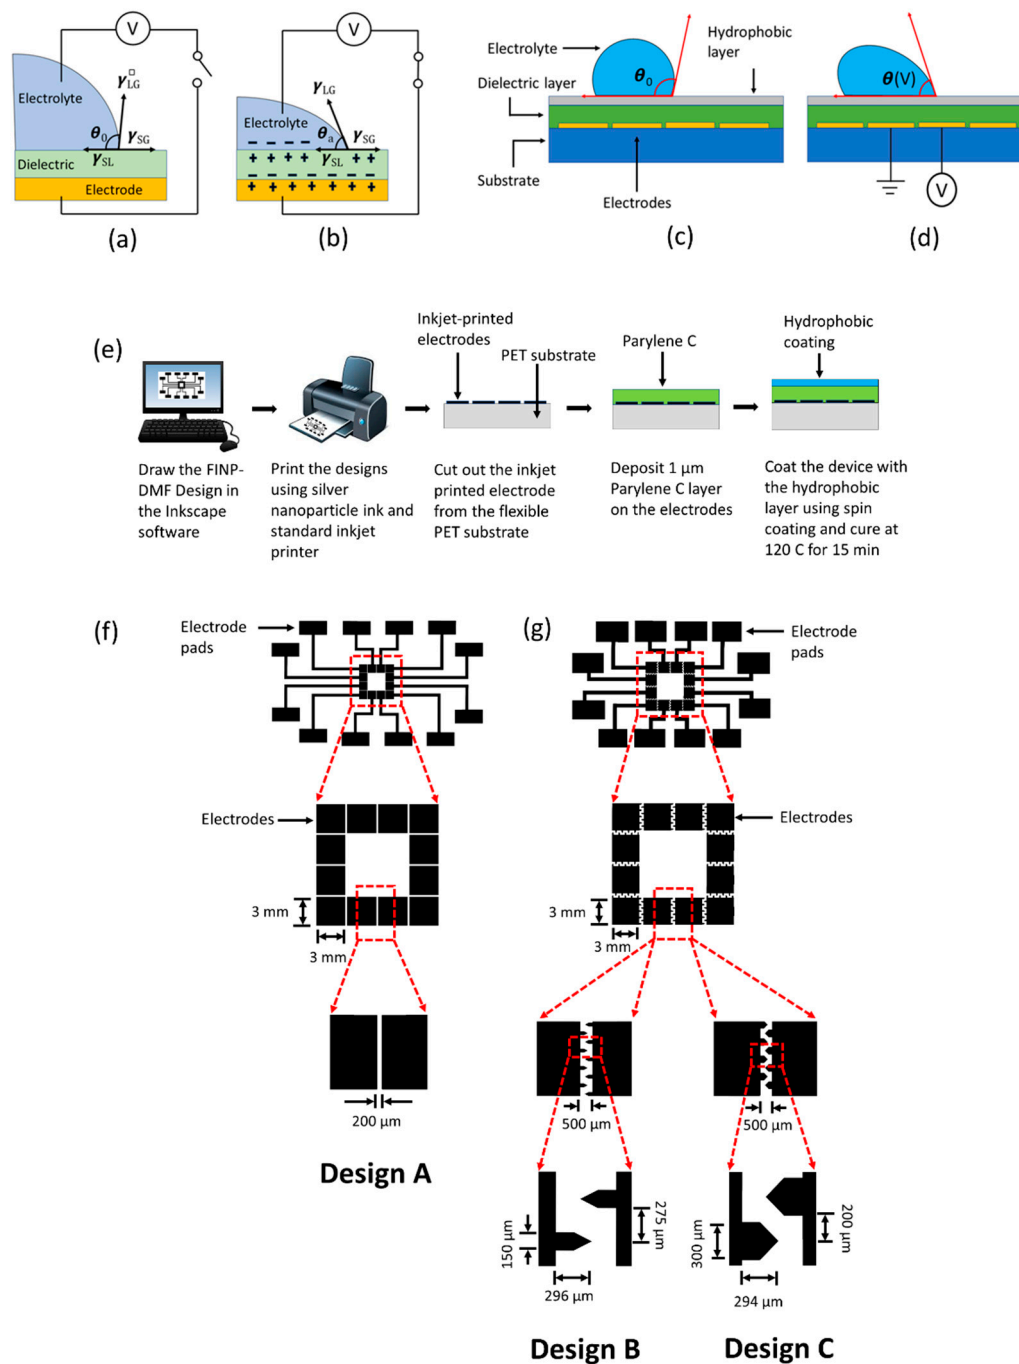 V
γLG□
Electrolyte
θ0
γSG
γSL
Dielectric
Electrode
(a)
V
γLG
Electrolyte
θa
γSG
− − − −
+ + + +
γSL
+ +
− − − − −
+ + + + + + +
(b)
Electrolyte
Hydrophobic
layer
Dielectric layer
θ0
Substrate
Electrodes
(c)
θ(V)
V
(d)
(e)
Inkjet-printed
electrodes
PET substrate
Parylene C
Hydrophobic
coating
Draw the FINP-
DMF Design in
the Inkscape
software
Print the designs
using silver
nanoparticle ink and
standard inkjet
printer
Cut out the inkjet
printed electrode
from the flexible
PET substrate
Deposit 1 µm
Parylene C layer
on the electrodes
Coat the device with
the hydrophobic
layer using spin
coating and cure at
120 C for 15 min
(f)
Electrode
pads
Electrodes
3 mm
3 mm
200 µm
Design A
(g)
Electrode
pads
Electrodes
3 mm
3 mm
500 µm
500 µm
150 µm
275 µm
296 µm
Design B
300 µm
200 µm
294 µm
Design C